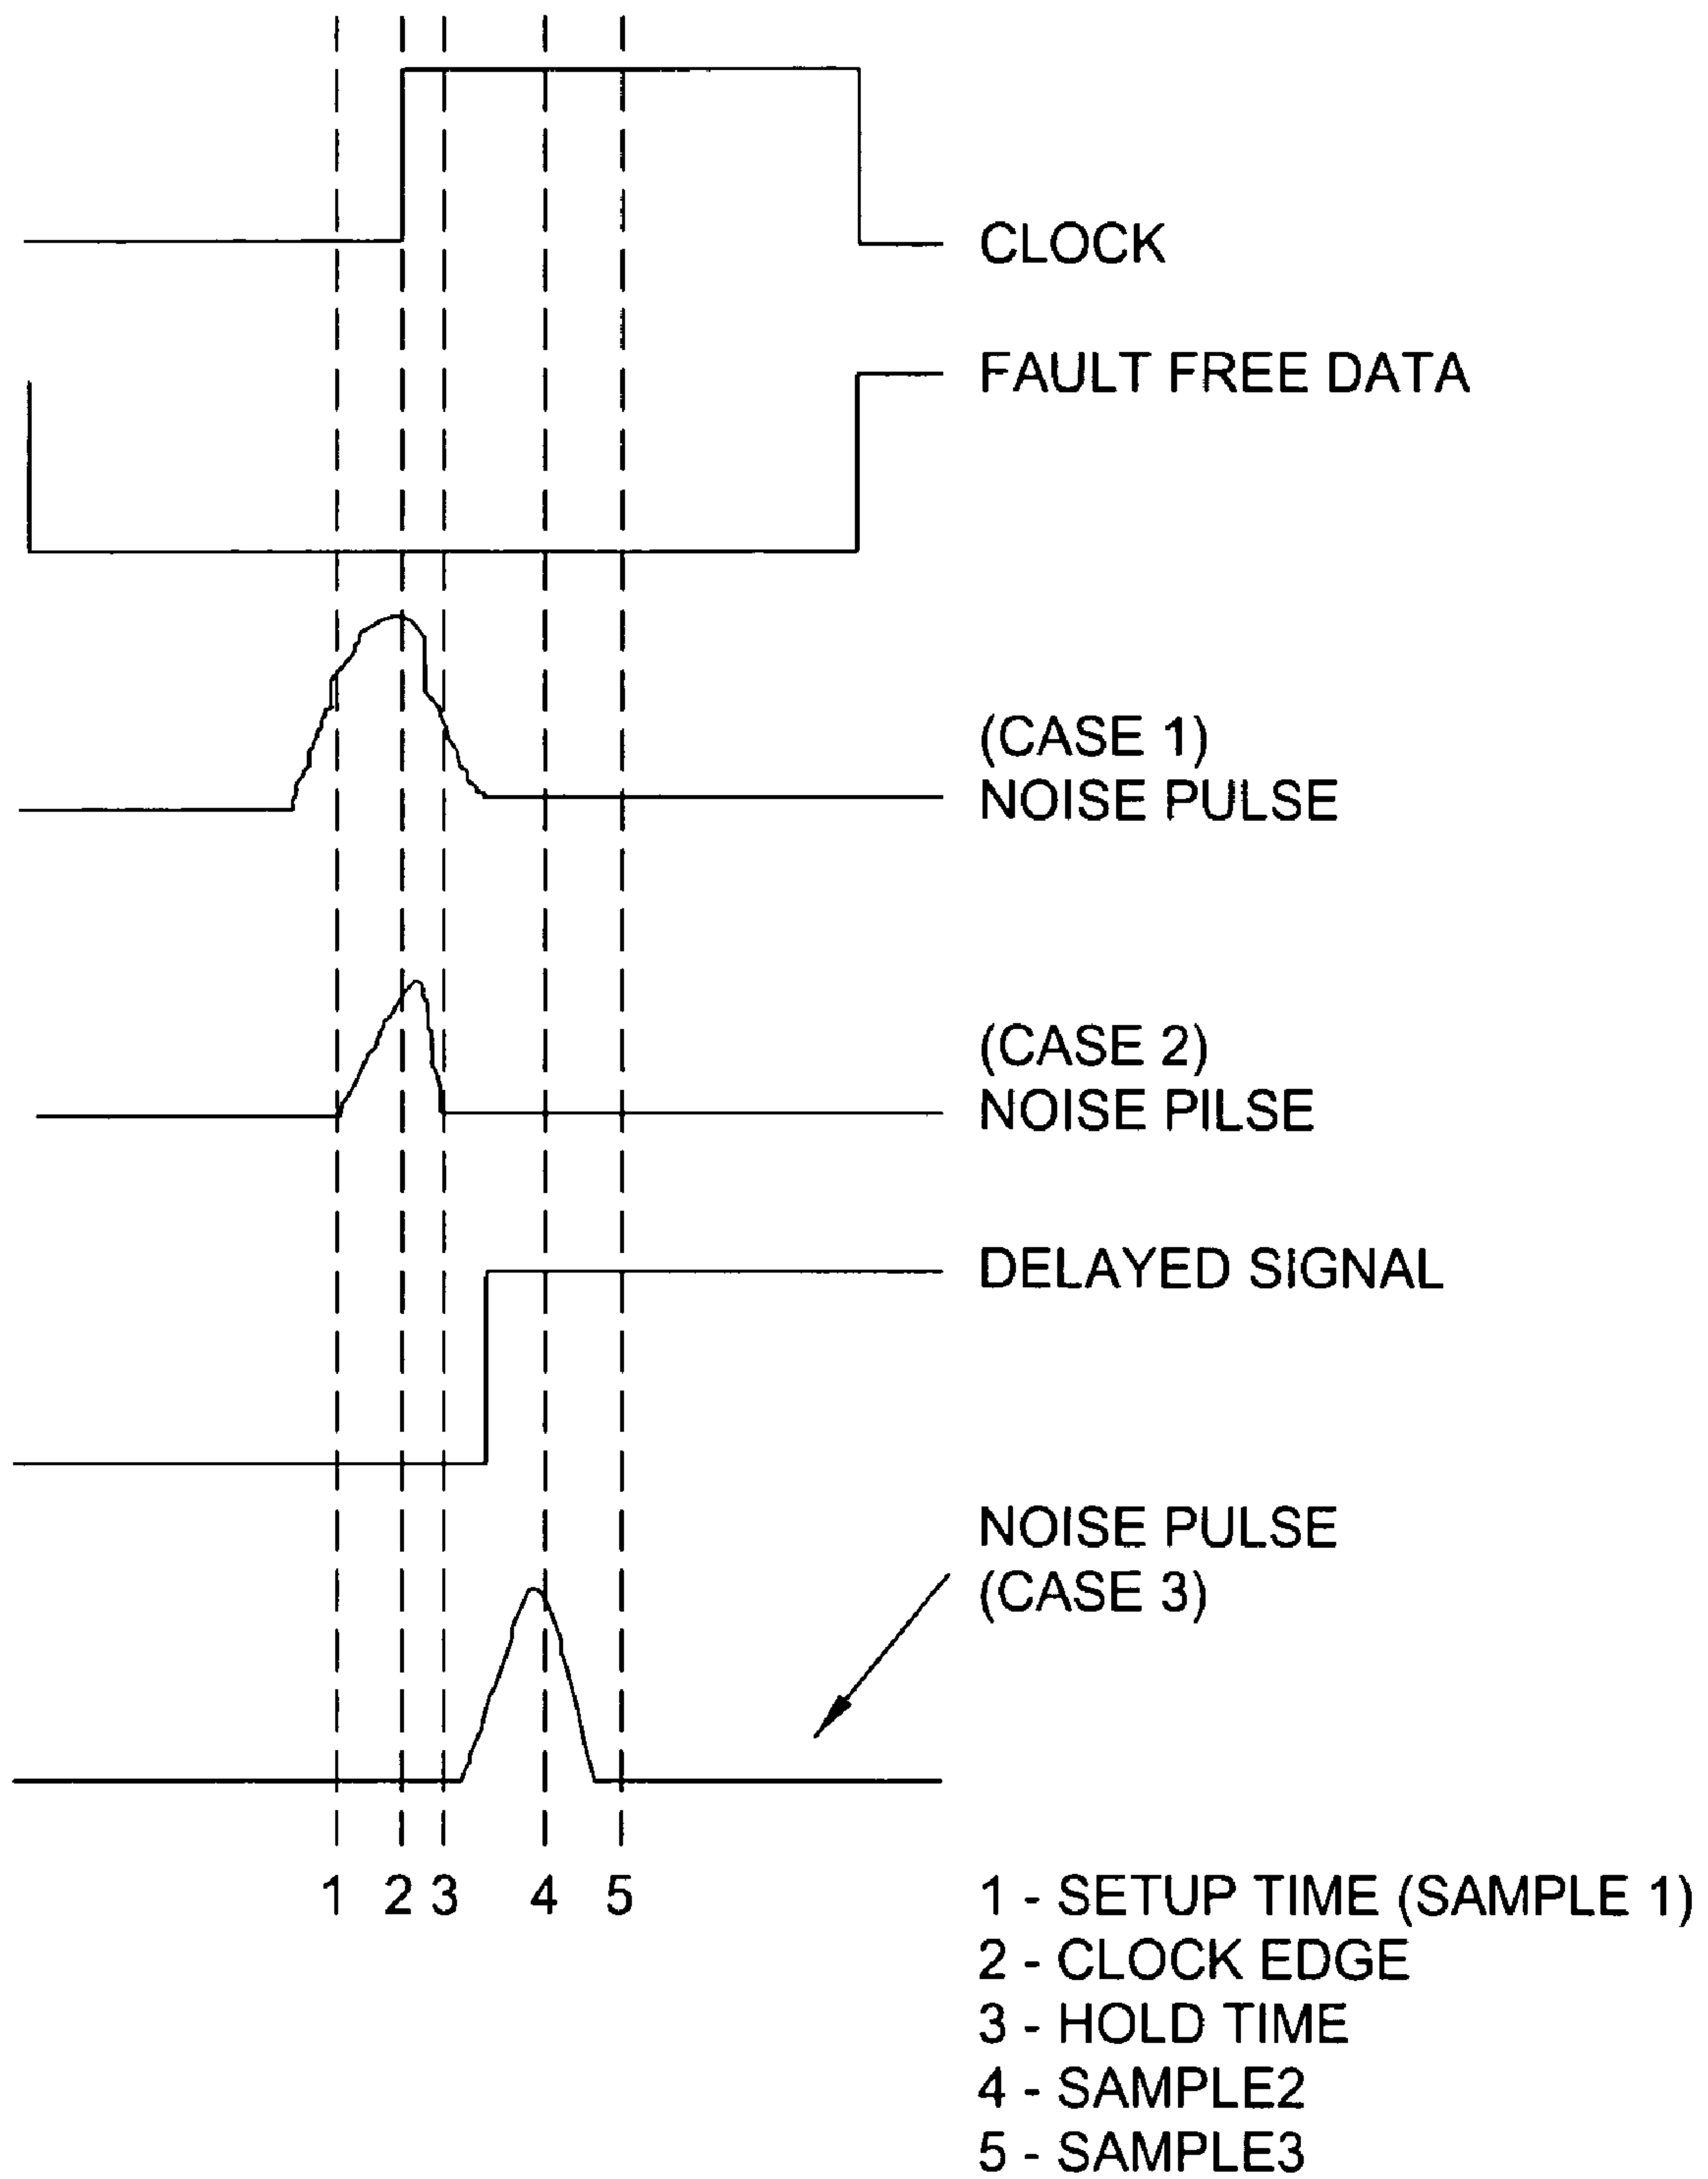 CLOCK
FAULT FREE DATA
(CASE 1)
NOISE PULSE
(CASE 2)
NOISE PILSE
DELAYED SIGNAL
NOISE PULSE
(CASE 3)
1 2 3 4 5
1 - SETUP TIME (SAMPLE 1)
2 - CLOCK EDGE
3 - HOLD TIME
4 - SAMPLE2
5 - SAMPLE3